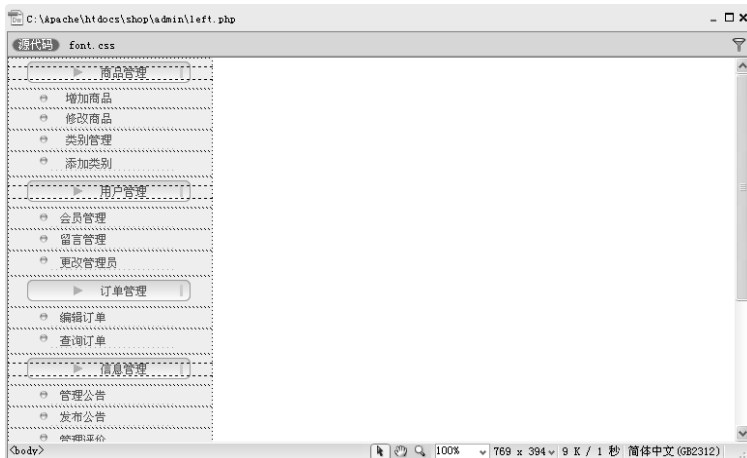 C:\Apache\htdocs\shop\admin\left.php
源代码 font.css
商品管理
增加商品
修改商品
类别管理
添加类别
用户管理
会员管理
留言管理
更改管理员
订单管理
编辑订单
查询订单
信息管理
管理公告
发布公告
管理评价
<body> 100% 769 x 394 9 K / 1 秒 简体中文(GB2312)